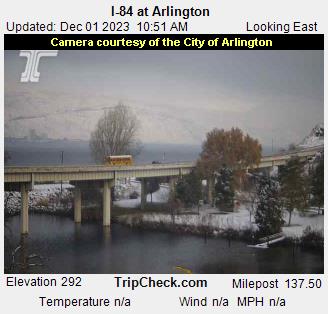 I-84 at Arlington
Updated: Dec 01 2023 10:51 AM Looking East
Camera courtesy of the City of Arlington
Elevation 292 TripCheck.com Milepost 137.50
Temperature n/a Wind n/a MPH n/a